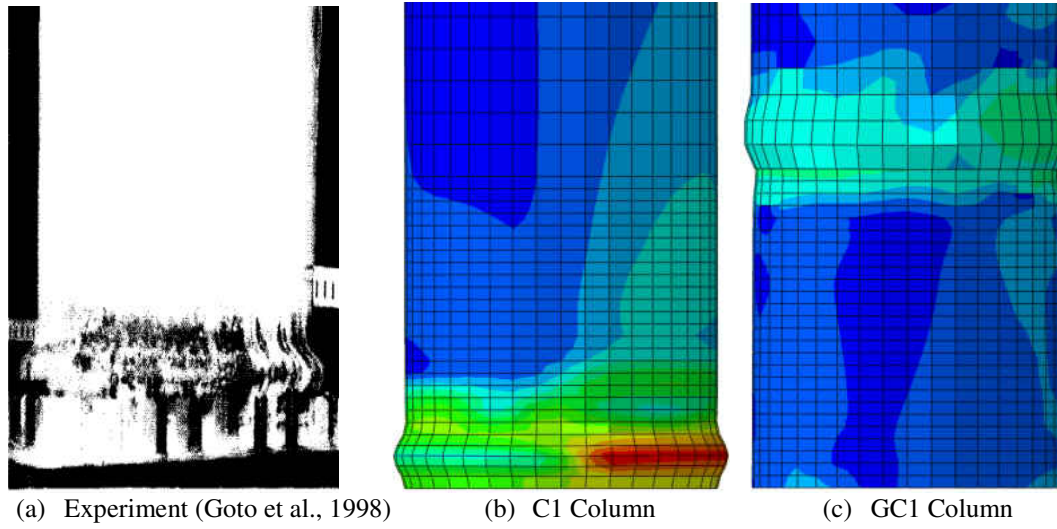 (a) Experiment (Goto et al., 1998)
(b) C1 Column
(c) GC1 Column